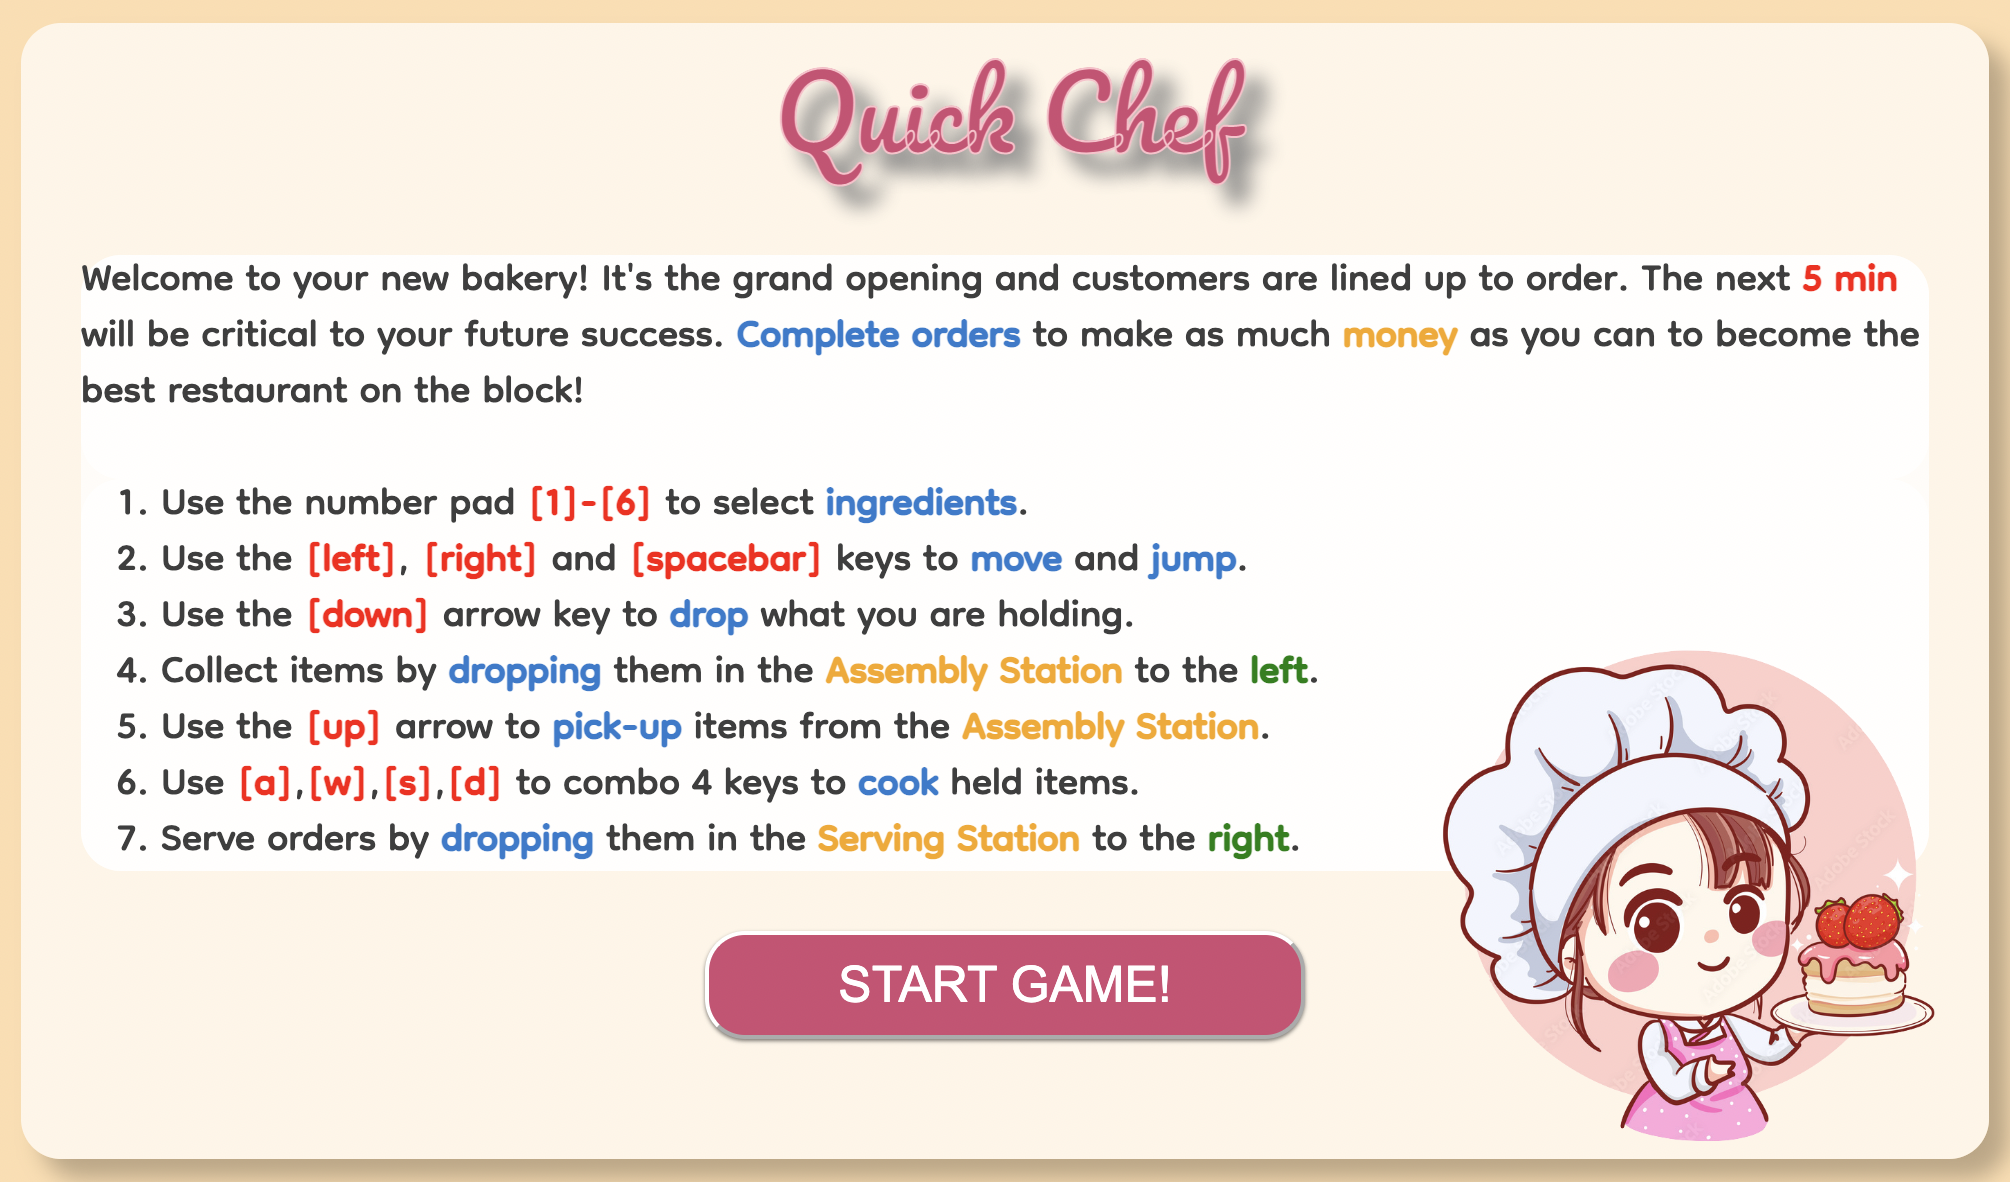 Quick Chef
Welcome to your new bakery! It's the grand opening and customers are lined up to order. The next 5 min
will be critical to your future success. Complete orders to make as much money as you can to become the
best restaurant on the block!
1. Use the number pad [1]-[6] to select ingredients.
2. Use the [left], [right] and [spacebar] keys to move and jump.
3. Use the [down] arrow key to drop what you are holding.
4. Collect items by dropping them in the Assembly Station to the left.
5. Use the [up] arrow to pick-up items from the Assembly Station.
6. Use [a],[w],[s],[d] to combo 4 keys to cook held items.
7. Serve orders by dropping them in the Serving Station to the right.
START GAME!